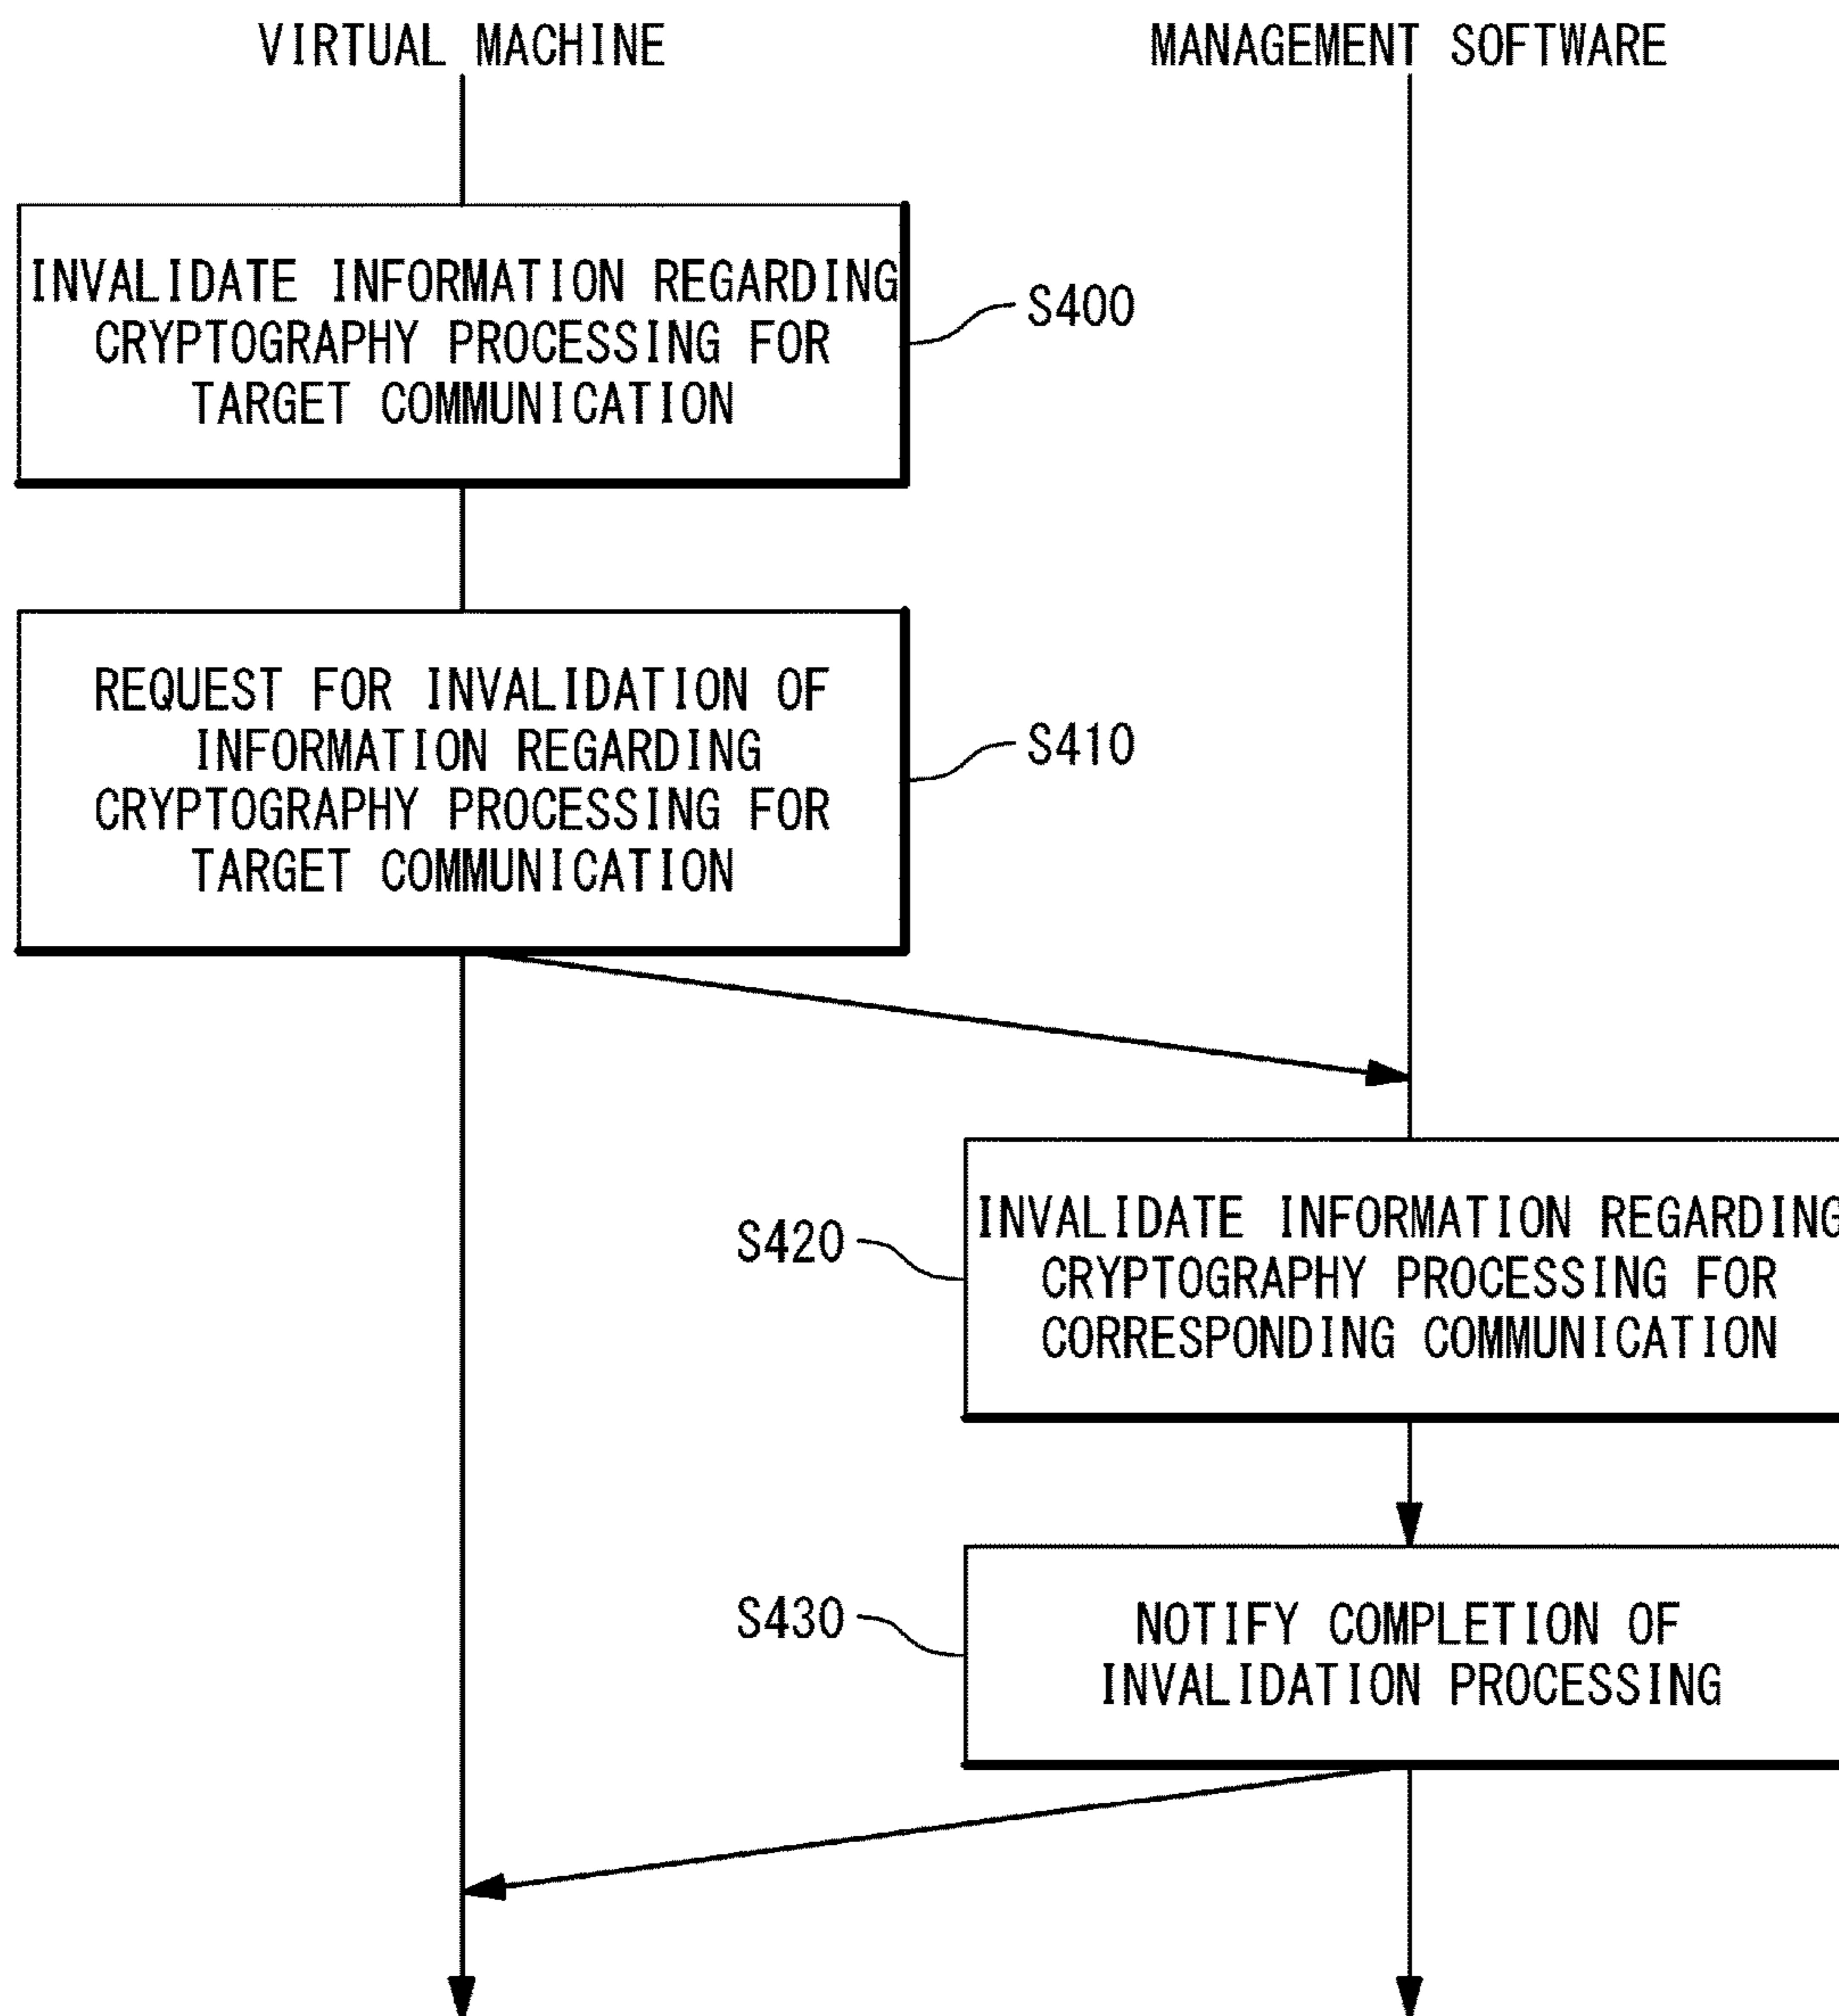 VIRTUAL MACHINE
MANAGEMENT SOFTWARE
INVALIDATE INFORMATION REGARDING
CRYPTOGRAPHY PROCESSING FOR
TARGET COMMUNICATION
S400
REQUEST FOR INVALIDATION OF
INFORMATION REGARDING
CRYPTOGRAPHY PROCESSING FOR
TARGET COMMUNICATION
S410
S420
INVALIDATE INFORMATION REGARDING
CRYPTOGRAPHY PROCESSING FOR
CORRESPONDING COMMUNICATION
S430
NOTIFY COMPLETION OF
INVALIDATION PROCESSING